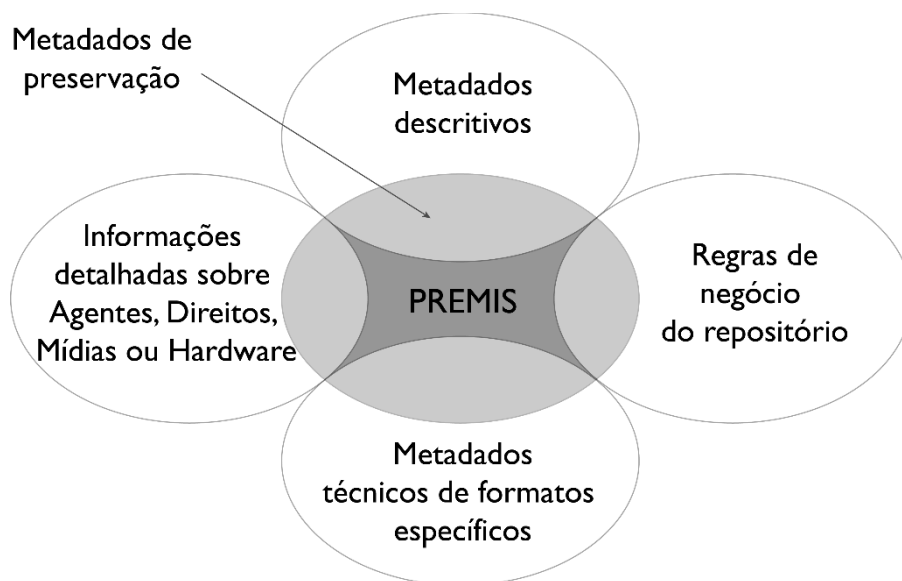 Metadados de
preservação
Metadados
descritivos
Informações
detalhadas sobre
Agentes, Direitos,
Mídias ou Hardware
PREMIS
Regras de
negócio
do repositório
Metadados
técnicos de formatos
específicos